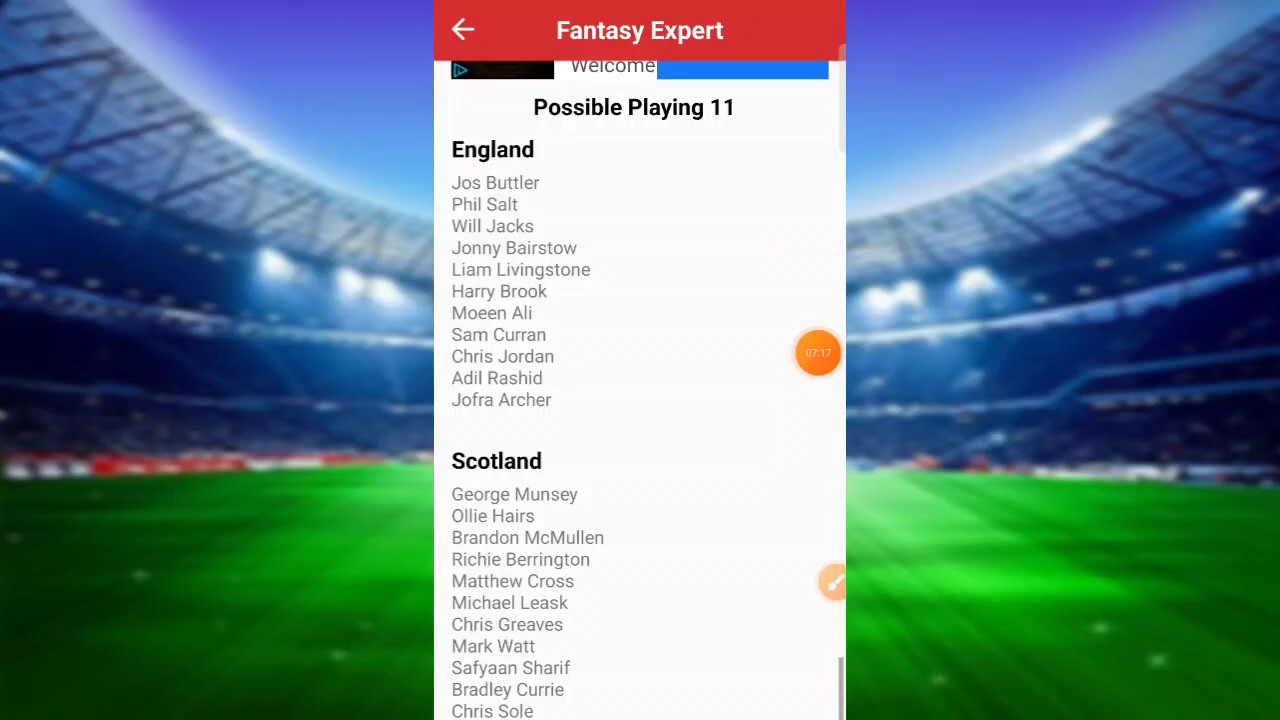 Fantasy Expert
Welcome
Possible Playing 11
England
Jos Buttler
Phil Salt
Will Jacks
Jonny Bairstow
Liam Livingstone
Harry Brook
Moeen Ali
Sam Curran
Chris Jordan
Adil Rashid
Jofra Archer
07:17
Scotland
George Munsey
Ollie Hairs
Brandon McMullen
Richie Berrington
Matthew Cross
Michael Leask
Chris Greaves
Mark Watt
Safyaan Sharif
Bradley Currie
Chris Sole